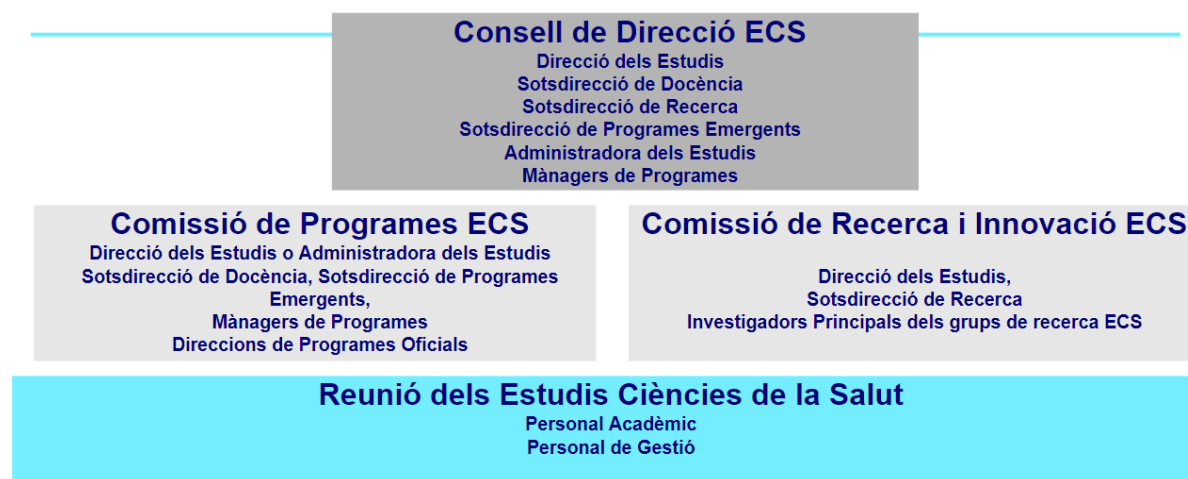 Consell de Direcció ECS
Direcció dels Estudis
Sotsdirecció de Docència
Sotsdirecció de Recerca
Sotsdirecció de Programes Emergents
Administradora dels Estudis
Mànagers de Programes
Comissió de Programes ECS
Direcció dels Estudis o Administradora dels Estudis
Sotsdirecció de Docència, Sotsdirecció de Programes
Emergents,
Mànagers de Programes
Direccions de Programes Oficials
Comissió de Recerca i Innovació ECS
Direcció dels Estudis,
Sotsdirecció de Recerca
Investigadors Principals dels grups de recerca ECS
Reunió dels Estudis Ciències de la Salut
Personal Acadèmic
Personal de Gestió